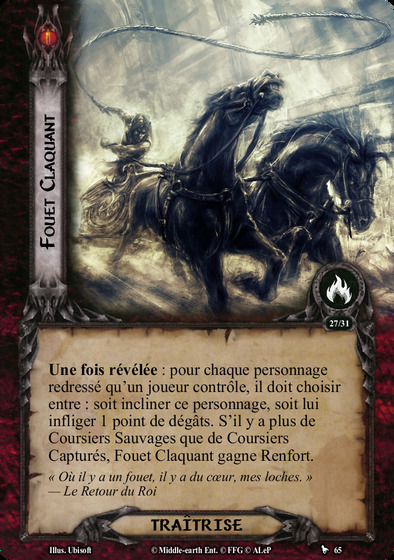 Fouet Claquant
27/31
Une fois révélée : pour chaque personnage
redressé qu'un joueur contrôle, il doit choisir
entre : soit incliner ce personnage, soit lui
infliger 1 point de dégâts. S'il y a plus de
Coursiers Sauvages que de Coursiers
Capturés, Fouet Claquant gagne Renfort.
« Où il y a un fouet, il y a du cœur, mes loches. »
— Le Retour du Roi
TRAÎTRISE
Illus. Ubisoft
© Middle-earth Ent. © FFG © ALeP
65